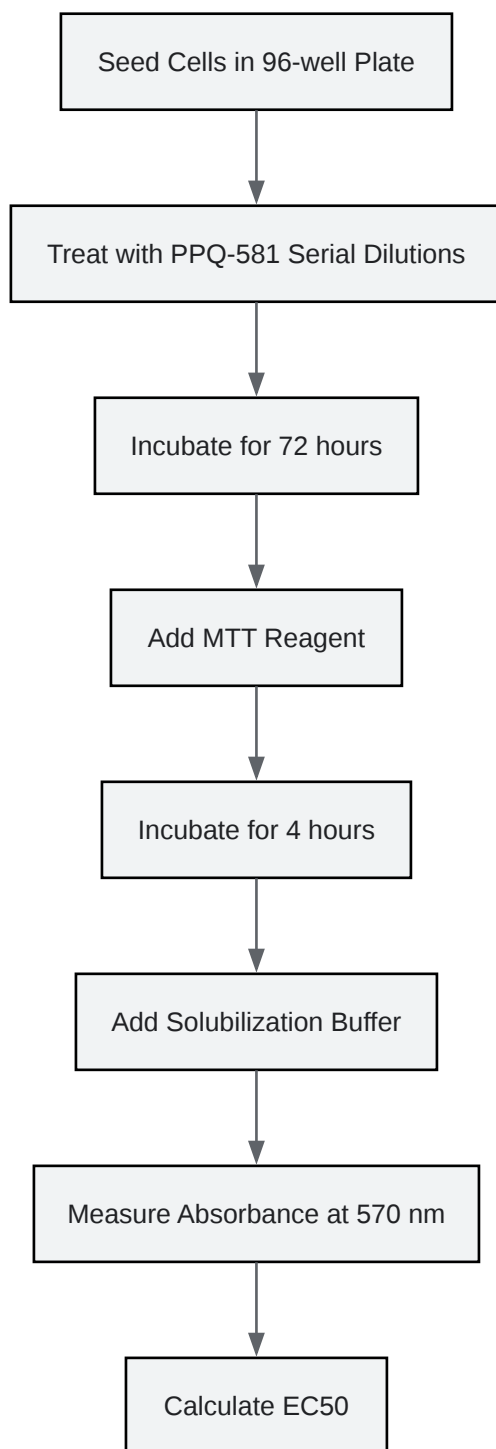 Seed Cells in 96-well Plate
Treat with PPQ-581 Serial Dilutions
Incubate for 72 hours
Add MTT Reagent
Incubate for 4 hours
Add Solubilization Buffer
Measure Absorbance at 570 nm
Calculate EC50